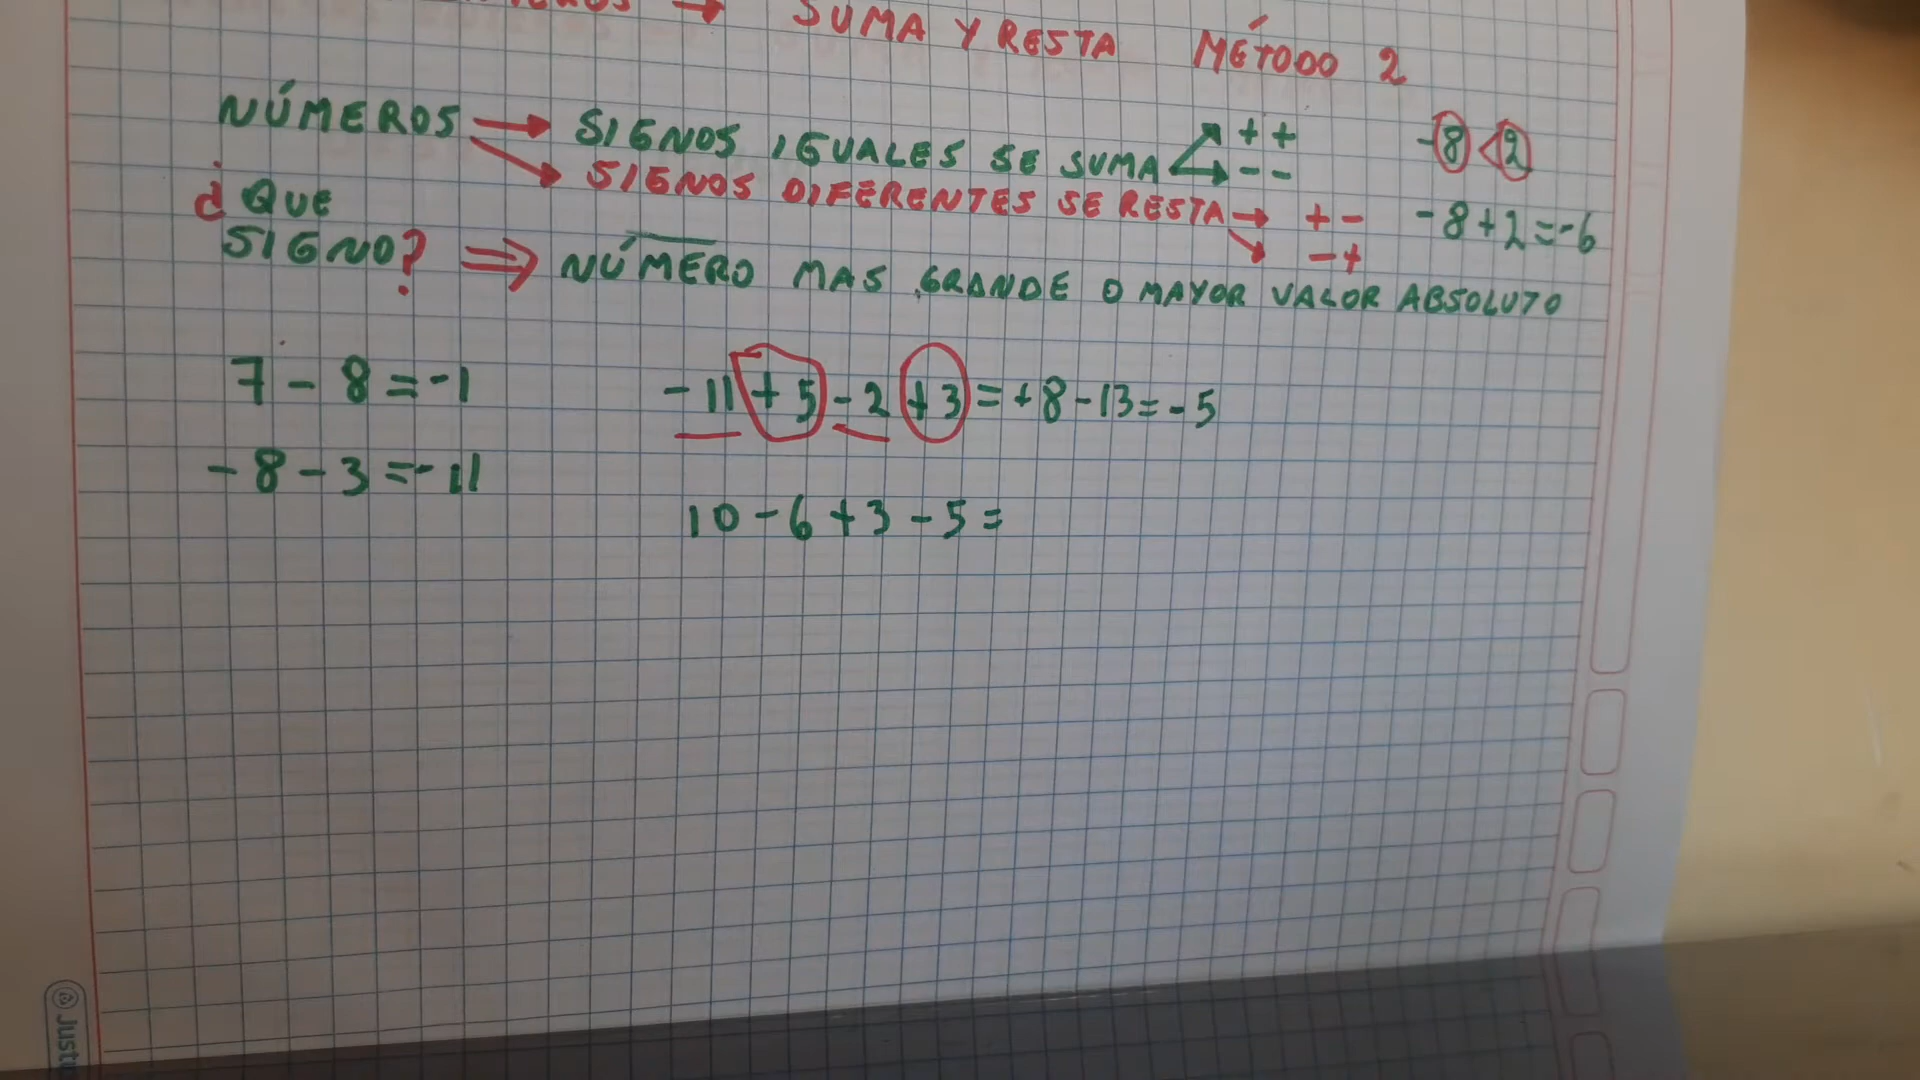 → SUMA Y RESTA MÉTODO 2
NÚMEROS → SIGNOS IGUALES SE SUMA ++ --
SIGNOS DIFERENTES SE RESTA → +- -+
-8 < 2
-8+2=-6
¿QUE SIGNO? ⇒ NÚMERO MAS GRANDE O MAYOR VALOR ABSOLUTO
7-8=-1
-11+5-2+3=+8-13=-5
-8-3=-11
10-6+3-5=
Justo